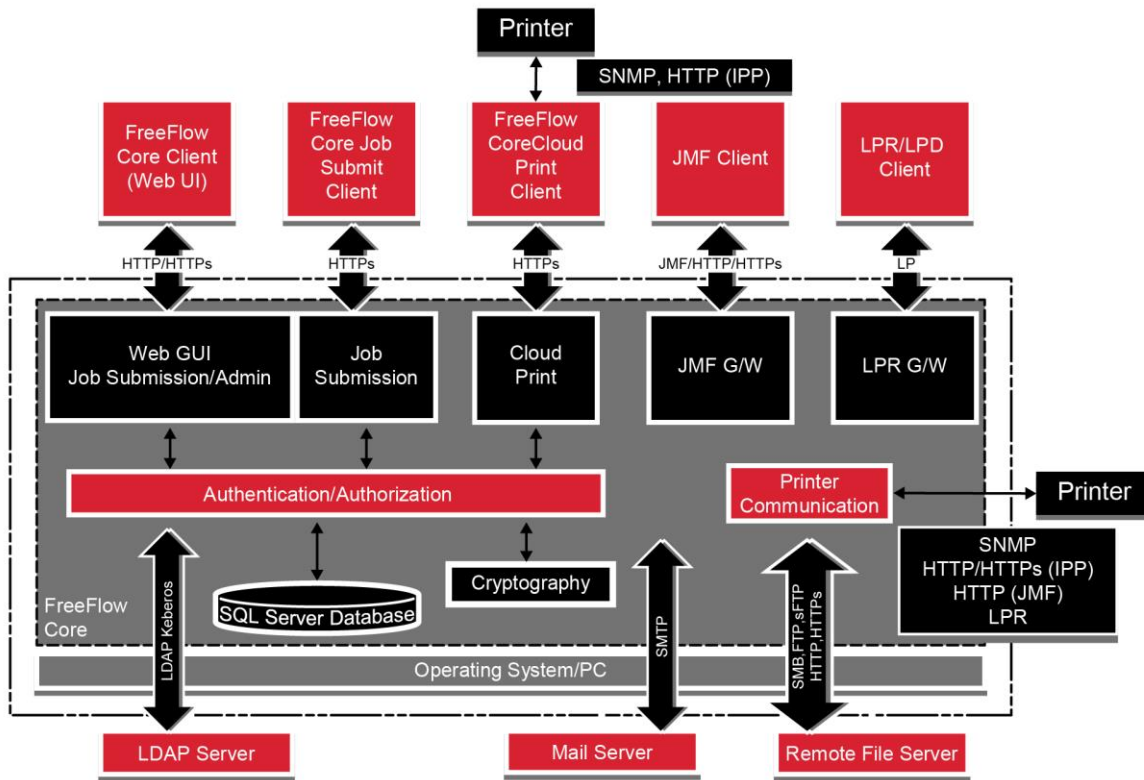 Printer
SNMP, HTTP (IPP)
FreeFlow
Core Client
(Web UI)
FreeFlow
Core Job
Submit
Client
FreeFlow
CoreCloud
Print
Client
JMF Client
LPR/LPD
Client
HTTP/HTTPs
HTTPs
HTTPs
JMF/HTTP/HTTPs
LP
Web GUI
Job Submission/Admin
Job
Submission
Cloud
Print
JMF G/W
LPR G/W
Authentication/Authorization
Printer
Communication
Printer
SNMP
HTTP/HTTPs (IPP)
HTTP (JMF)
LPR
Cryptography
SQL Server Database
FreeFlow
Core
LDAP Keberos
SMTP
SMB,FTP,sFTP
HTTP,HTTPs
Operating System/PC
LDAP Server
Mail Server
Remote File Server